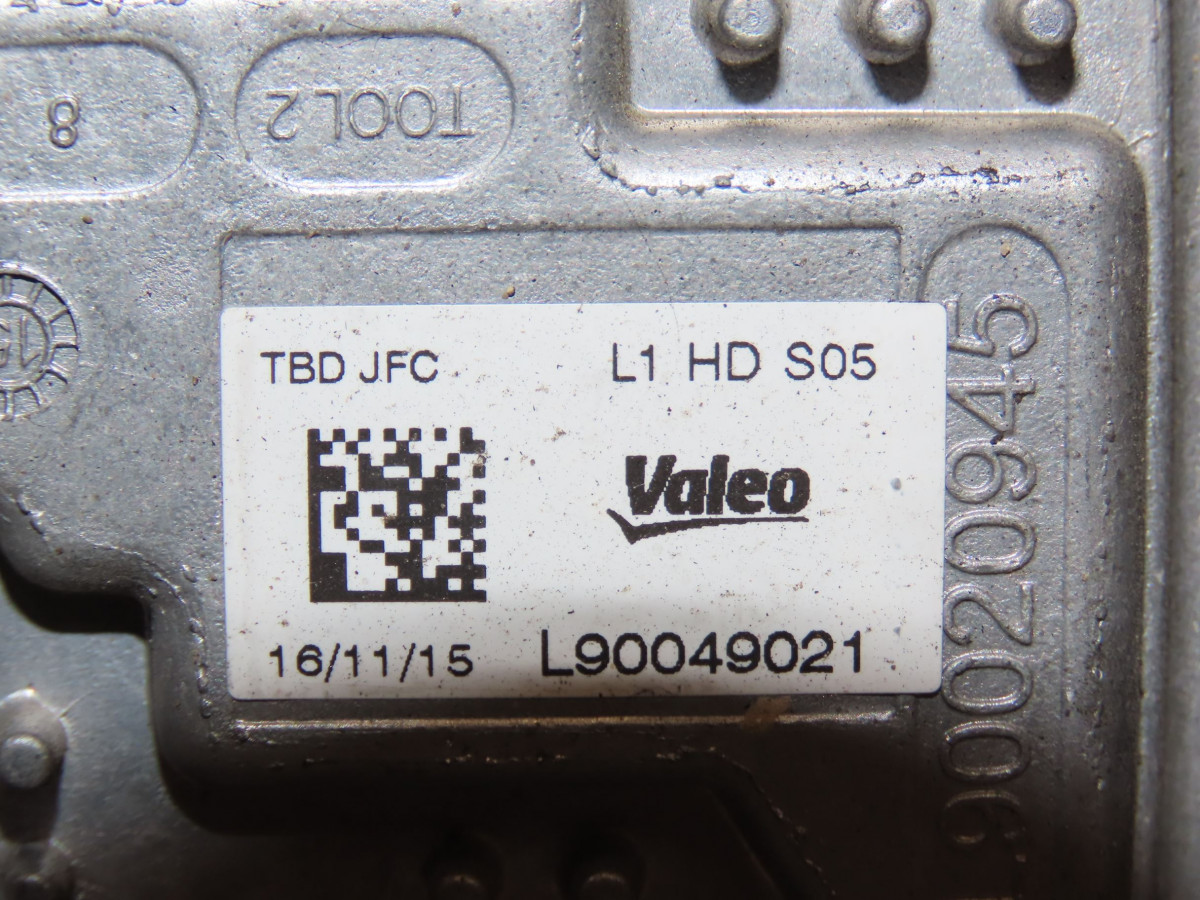 8
TOOL2
TBD JFC
L1 HD S05
Valeo
16/11/15
L90049021
90020945